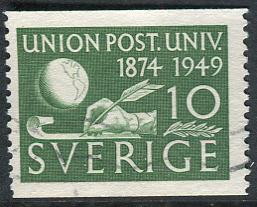 UNION POST. UNIV.
1874 1949
10
SVERIGE